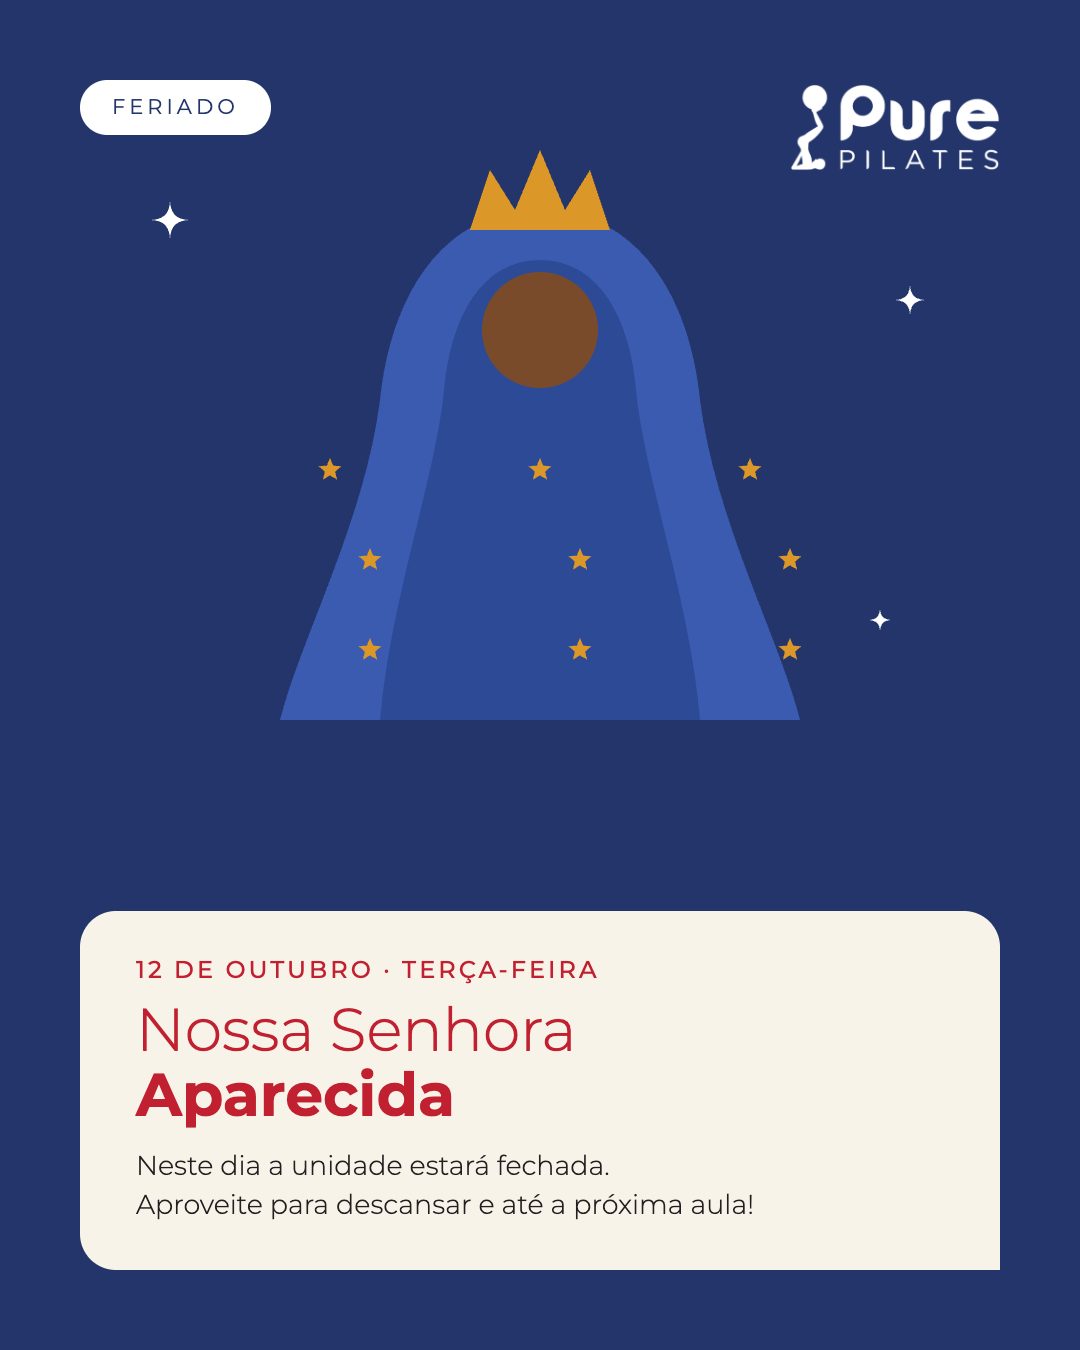 FERIADO
Pure
PILATES
12 DE OUTUBRO · TERÇA-FEIRA
Nossa Senhora
Aparecida
Neste dia a unidade estará fechada.
Aproveite para descansar e até a próxima aula!